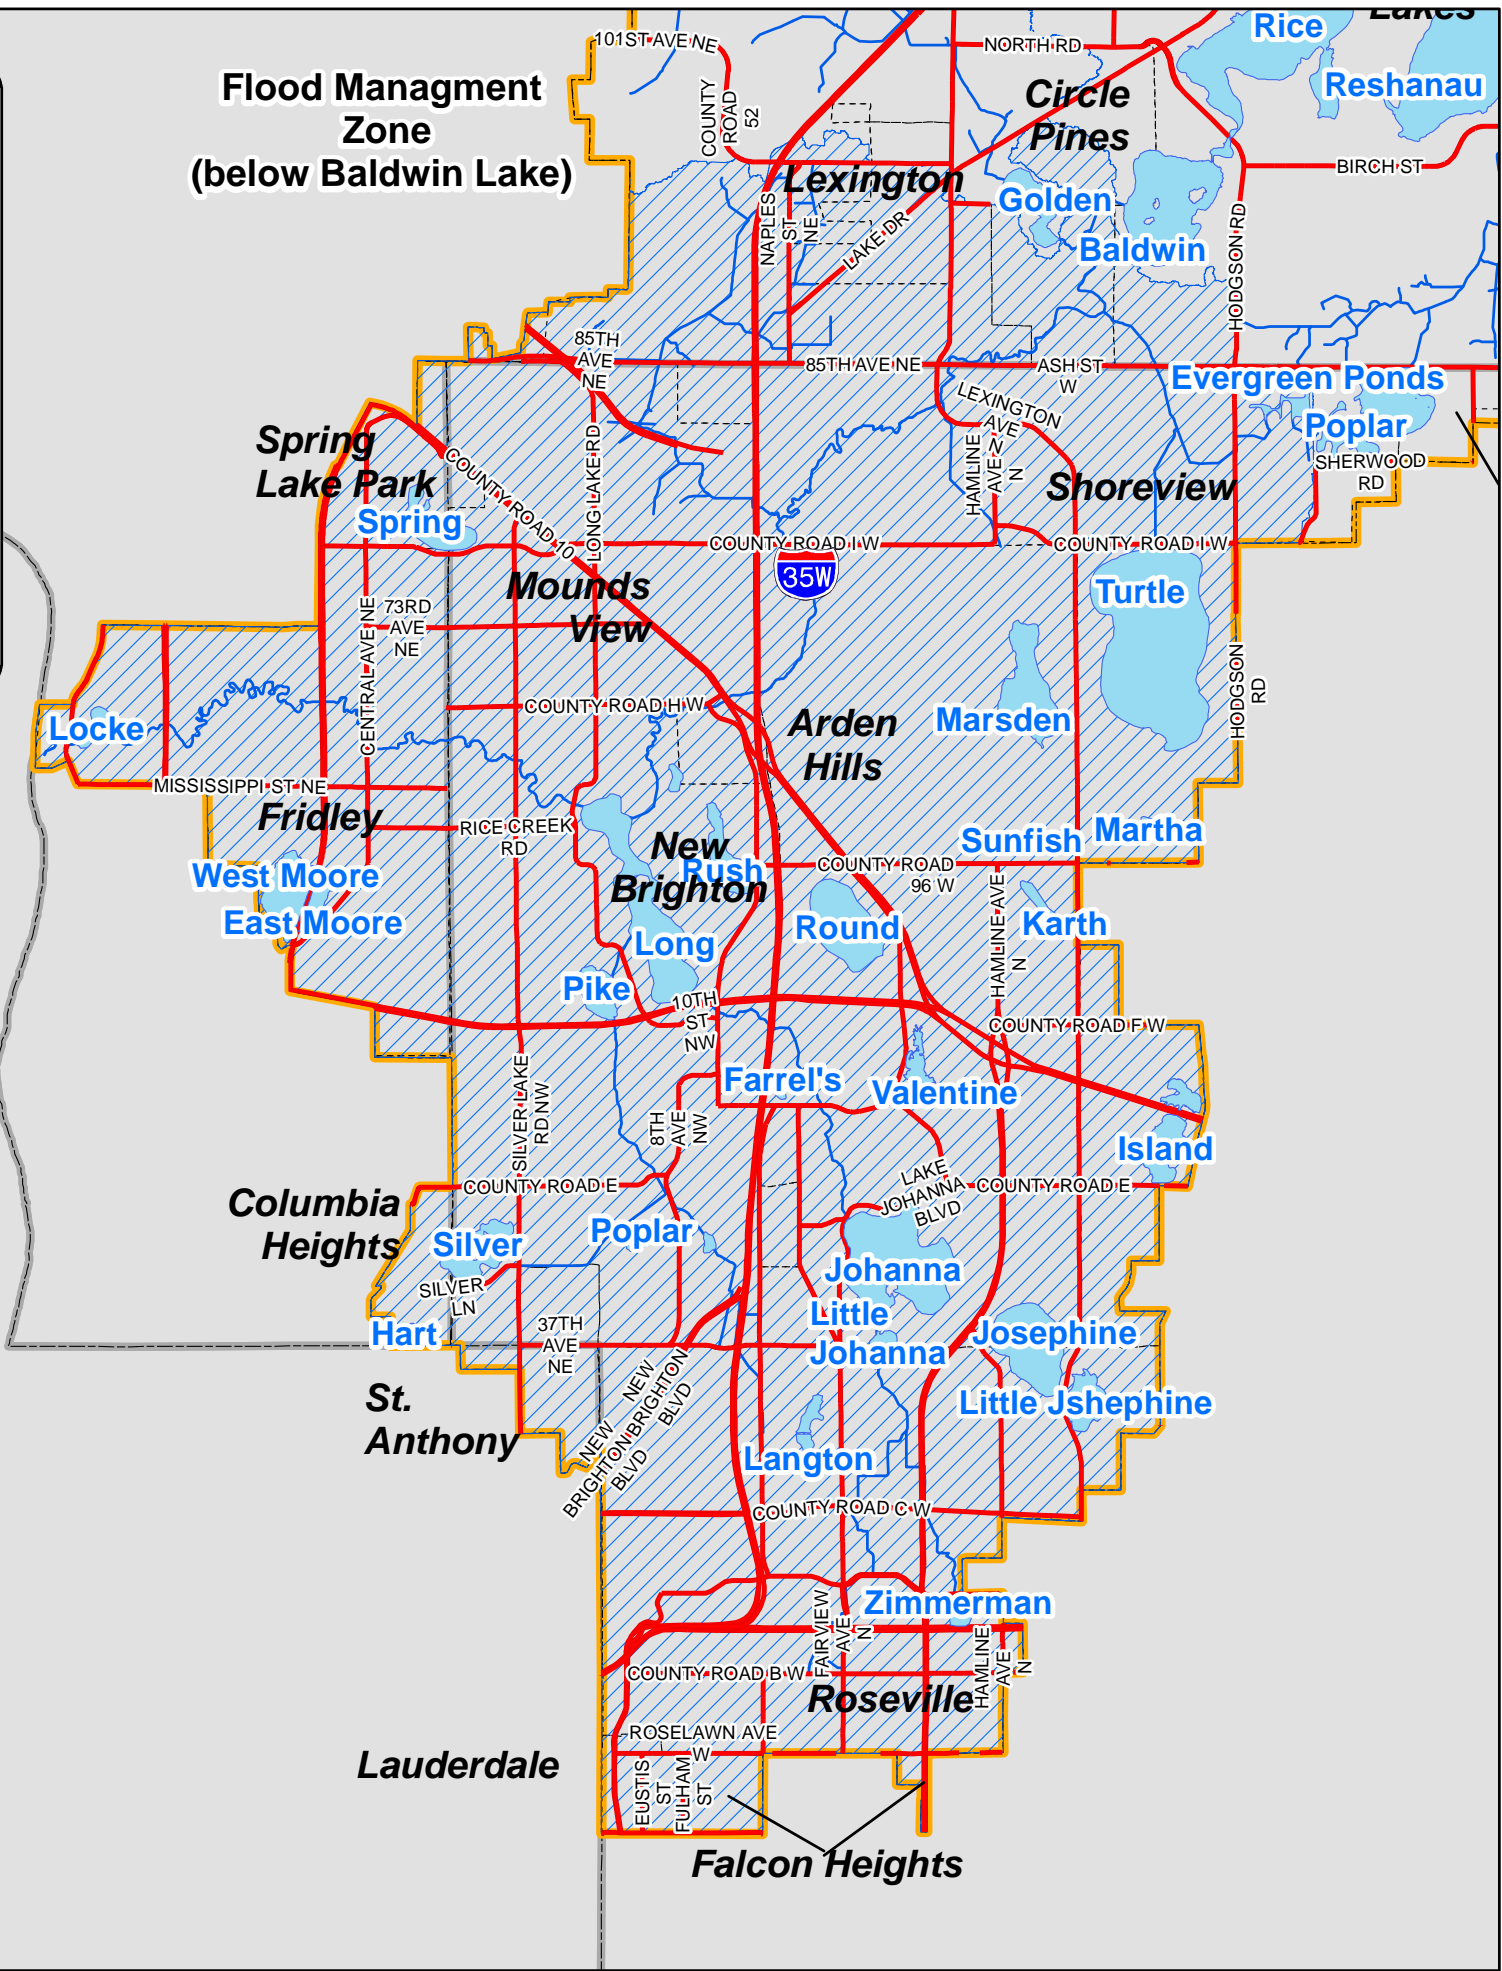 Lakes
Rice
101ST AVE NE
NORTH RD
Flood Managment
Zone
(below Baldwin Lake)
Reshanau
COUNTY
ROAD
52
Circle
Pines
BIRCH ST
Lexington
Golden
NAPLES
ST
NE
LAKE DR
Baldwin
HODGSON RD
85TH
AVE
NE
85TH AVE NE
ASH ST
W
Evergreen Ponds
LEXINGTON
AVE
N
Poplar
Spring
Lake Park
COUNTY ROAD 10
LONG LAKE RD
HAMLINE
AVE N
N
SHERWOOD
RD
Shoreview
Spring
COUNTY ROAD I W
COUNTY ROAD I W
35W
Mounds
View
Turtle
73RD
AVE
NE
CENTRAL AVE NE
HODGSON
RD
COUNTY ROAD H W
Locke
Arden
Hills
Marsden
MISSISSIPPI ST NE
Fridley
RICE CREEK
RD
Sunfish
Martha
New
Brighton
Rush
COUNTY ROAD
96 W
West Moore
East Moore
Round
HAMLINE AVE
N
Karth
Long
Pike
10TH
ST
NW
COUNTY ROAD F W
SILVER LAKE
RD NW
Farrel's
Valentine
8TH
AVE
NW
Island
LAKE
JOHANNA
BLVD
COUNTY ROAD E
COUNTY ROAD E
Columbia
Heights
Silver
Poplar
Johanna
SILVER
LN
Little
Johanna
Hart
37TH
AVE
NE
Josephine
NEW
BRIGHTON
BLVD
Little Jshephine
St.
Anthony
NEW
BRIGHTON
BLVD
Langton
COUNTY ROAD C W
Zimmerman
FAIRVIEW
AVE
N
HAMLINE
AVE
N
COUNTY ROAD B W
Roseville
ROSELAWN AVE
W
Lauderdale
EUSTIS
ST
FULHAM
ST
Falcon Heights